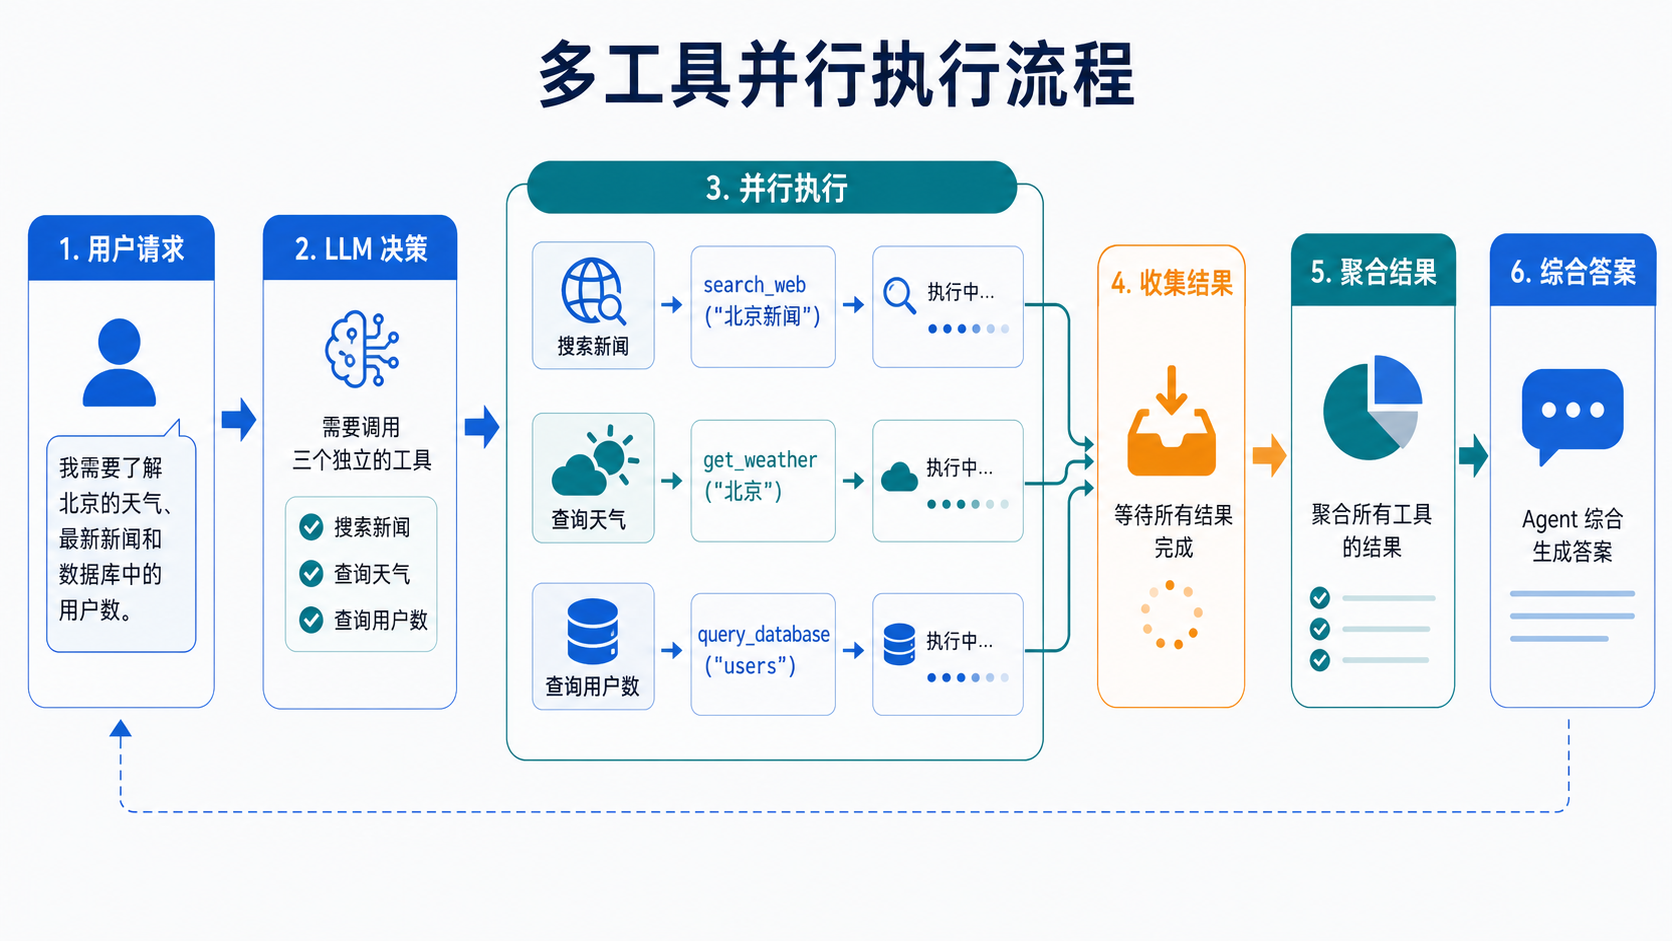 多工具并行执行流程
1. 用户请求
我需要了解
北京的天气、
最新新闻和
数据库中的
用户数。
2. LLM 决策
需要调用
三个独立的工具
搜索新闻
查询天气
查询用户数
3. 并行执行
搜索新闻
search_web
("北京新闻")
执行中...
查询天气
get_weather
("北京")
执行中...
查询用户数
query_database
("users")
执行中...
4. 收集结果
等待所有结果
完成
5. 聚合结果
聚合所有工具
的结果
6. 综合答案
Agent 综合
生成答案